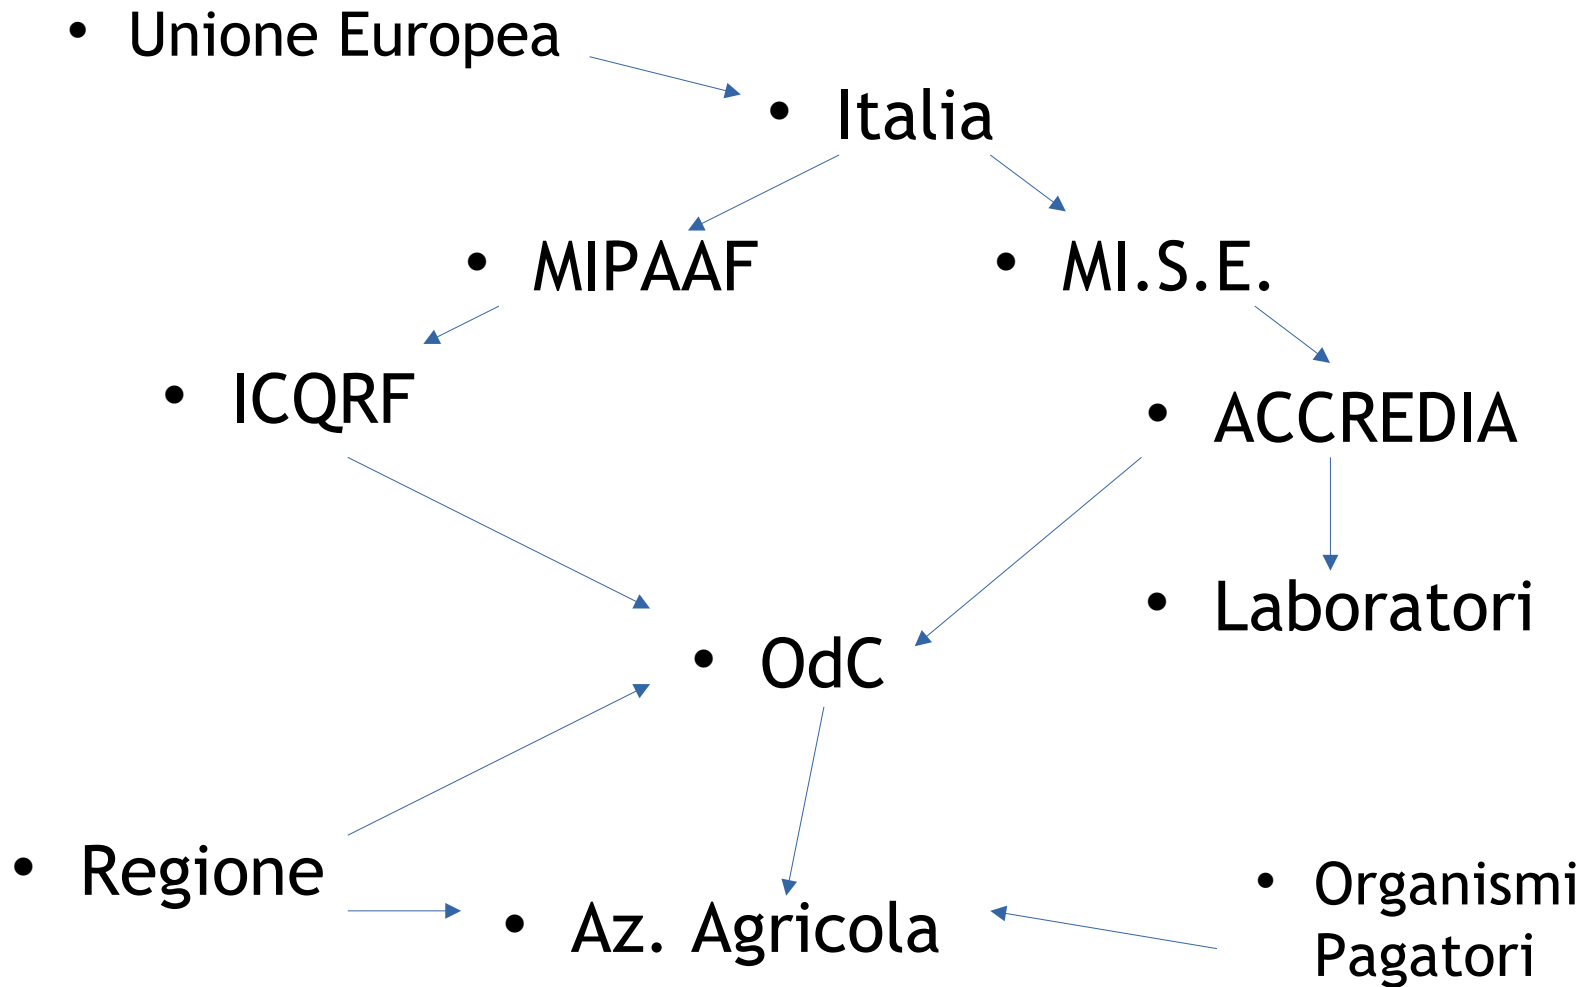 • Unione Europea
• Italia
• MIPAAF
• MI.S.E.
• ICQRF
• ACCREDIA
• Laboratori
• OdC
• Regione
• Az. Agricola
• Organismi
Pagatori